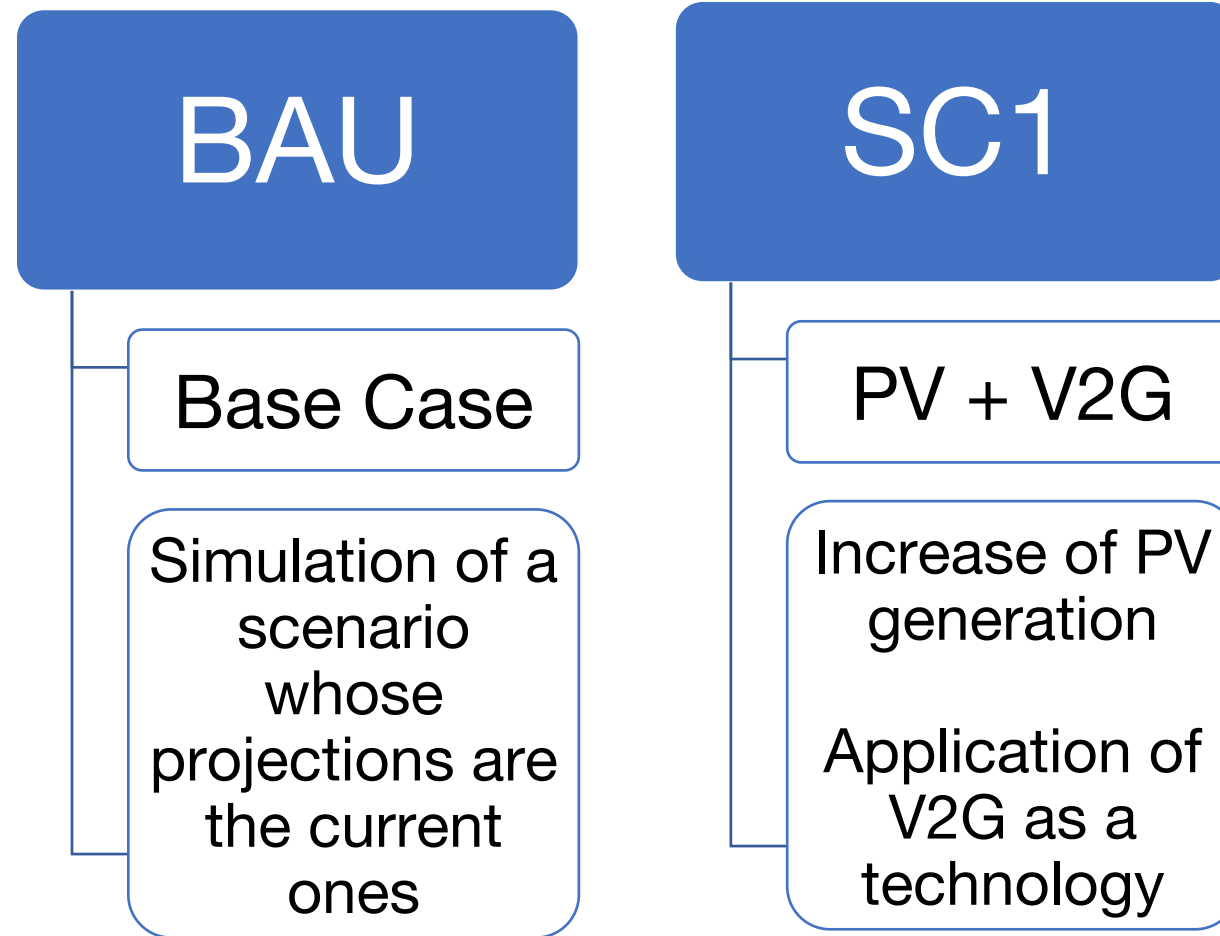 BAU
Base Case
Simulation of a
scenario
whose
projections are
the current
ones
SC1
PV + V2G
Increase of PV
generation
Application of
V2G as a
technology